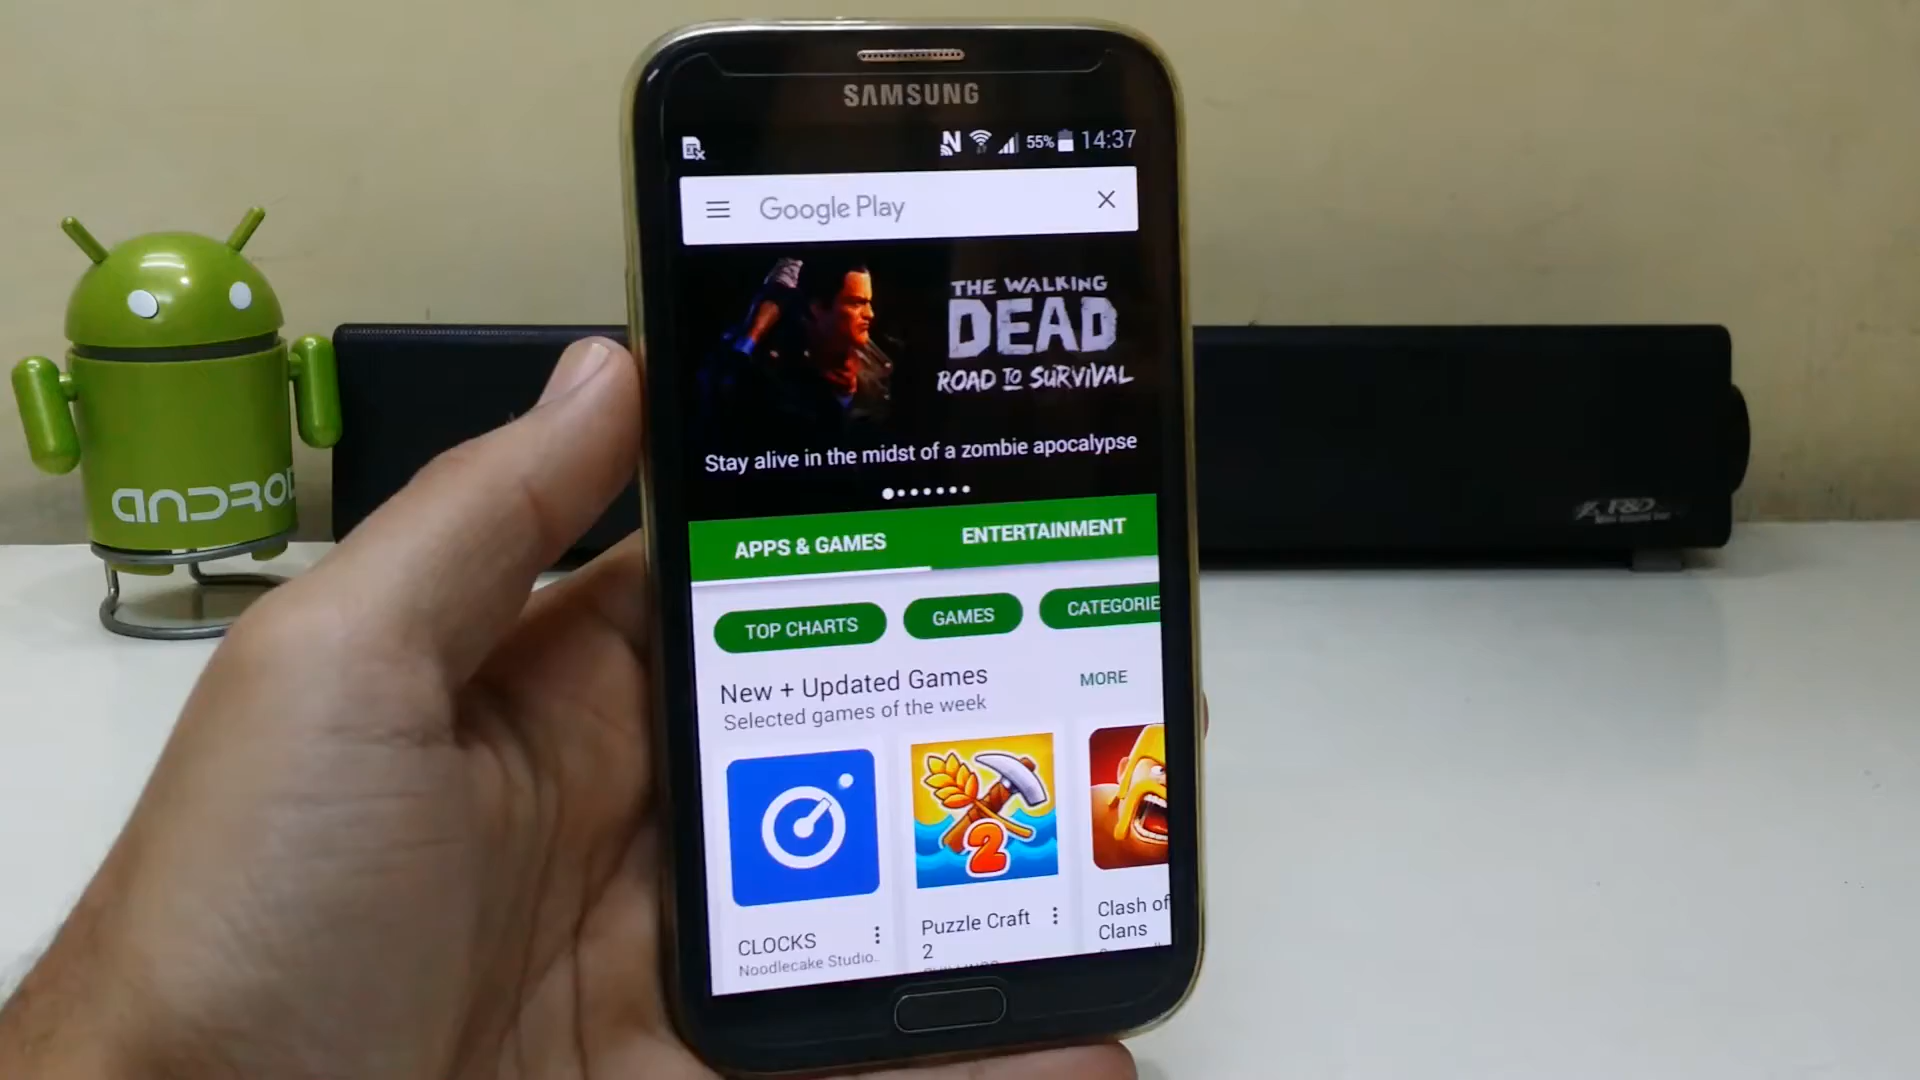 SAMSUNG
55% 14:37
Google Play
THE WALKING
DEAD
ROAD TO SURVIVAL
Stay alive in the midst of a zombie apocalypse
APPS & GAMES
ENTERTAINMENT
TOP CHARTS
GAMES
CATEGORIE
New + Updated Games
MORE
Selected games of the week
CLOCKS
Noodlecake Studio..
Puzzle Craft
2
Clash of
Clans
ANDROID
F&D